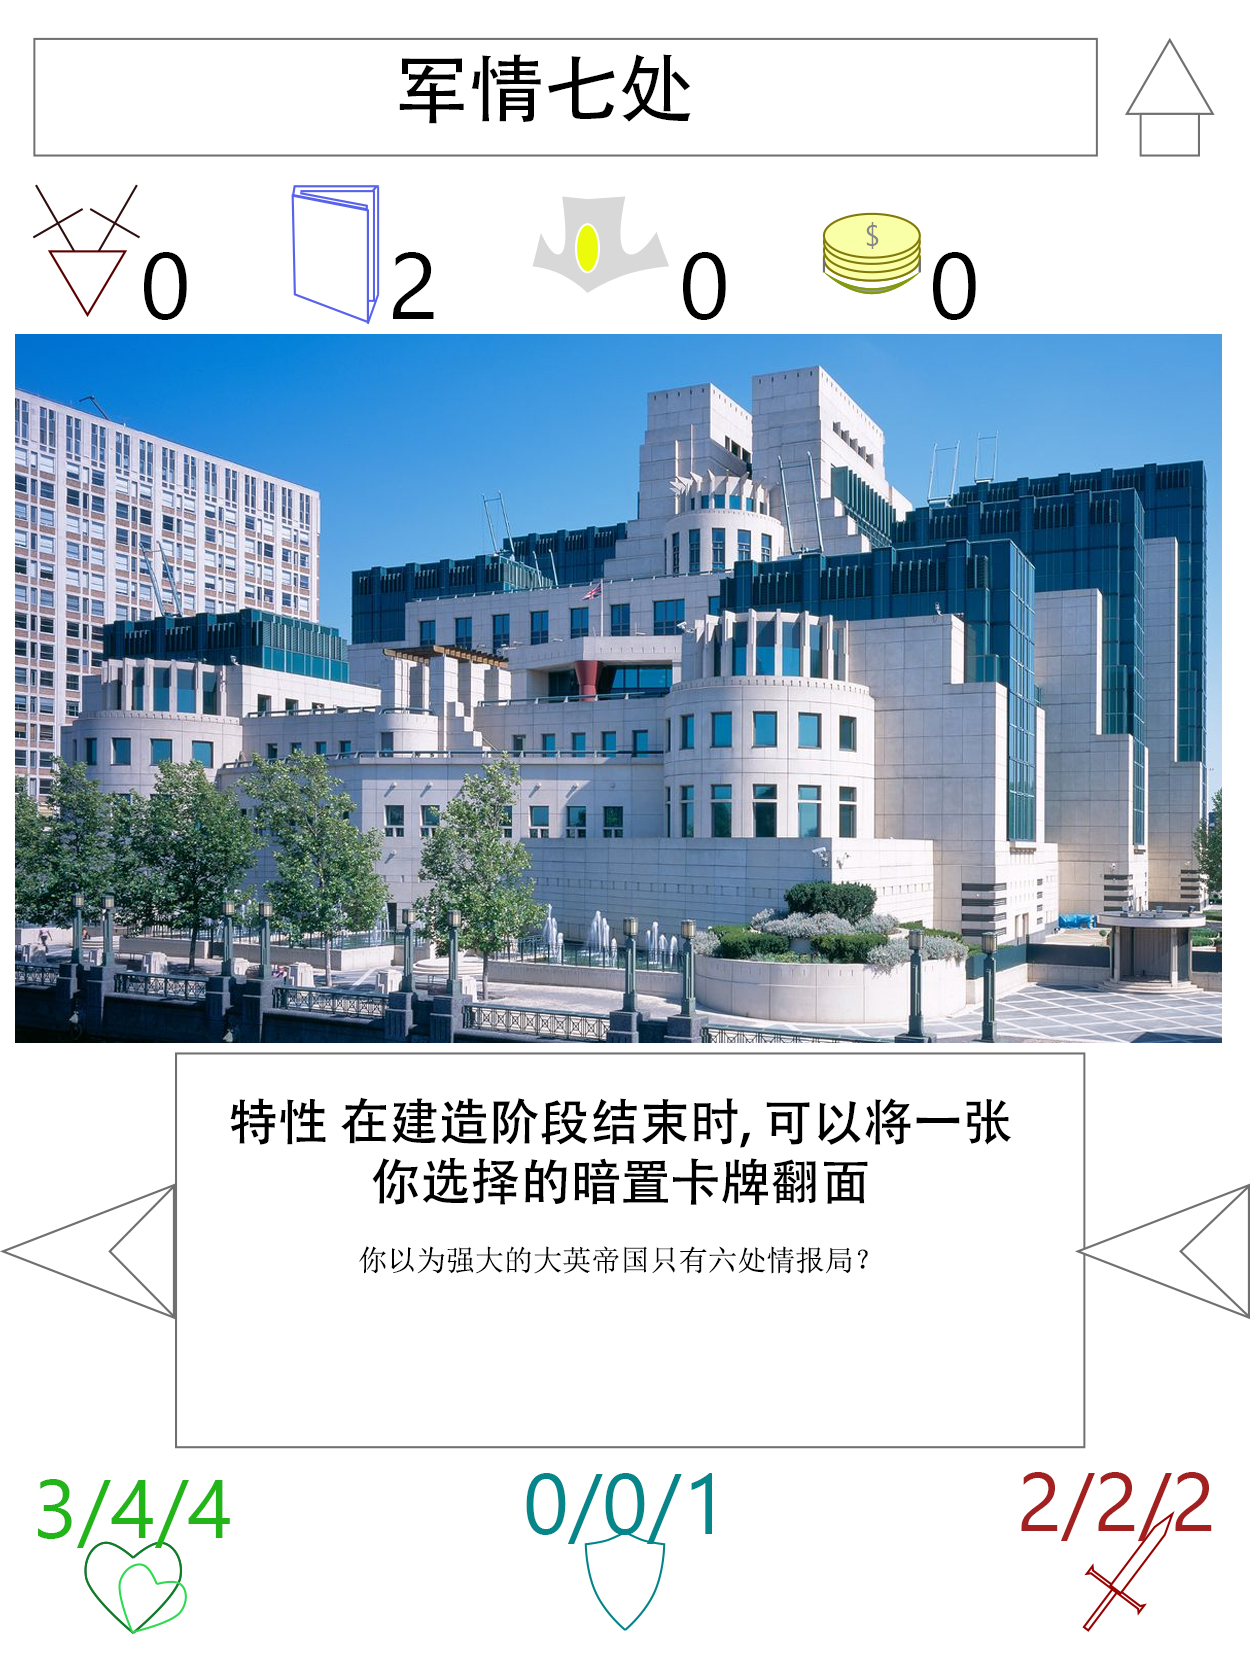 军情七处
0 2 0 $ 0
特性 在建造阶段结束时, 可以将一张
你选择的暗置卡牌翻面
你以为强大的大英帝国只有六处情报局?
3/4/4 0/0/1 2/2/2